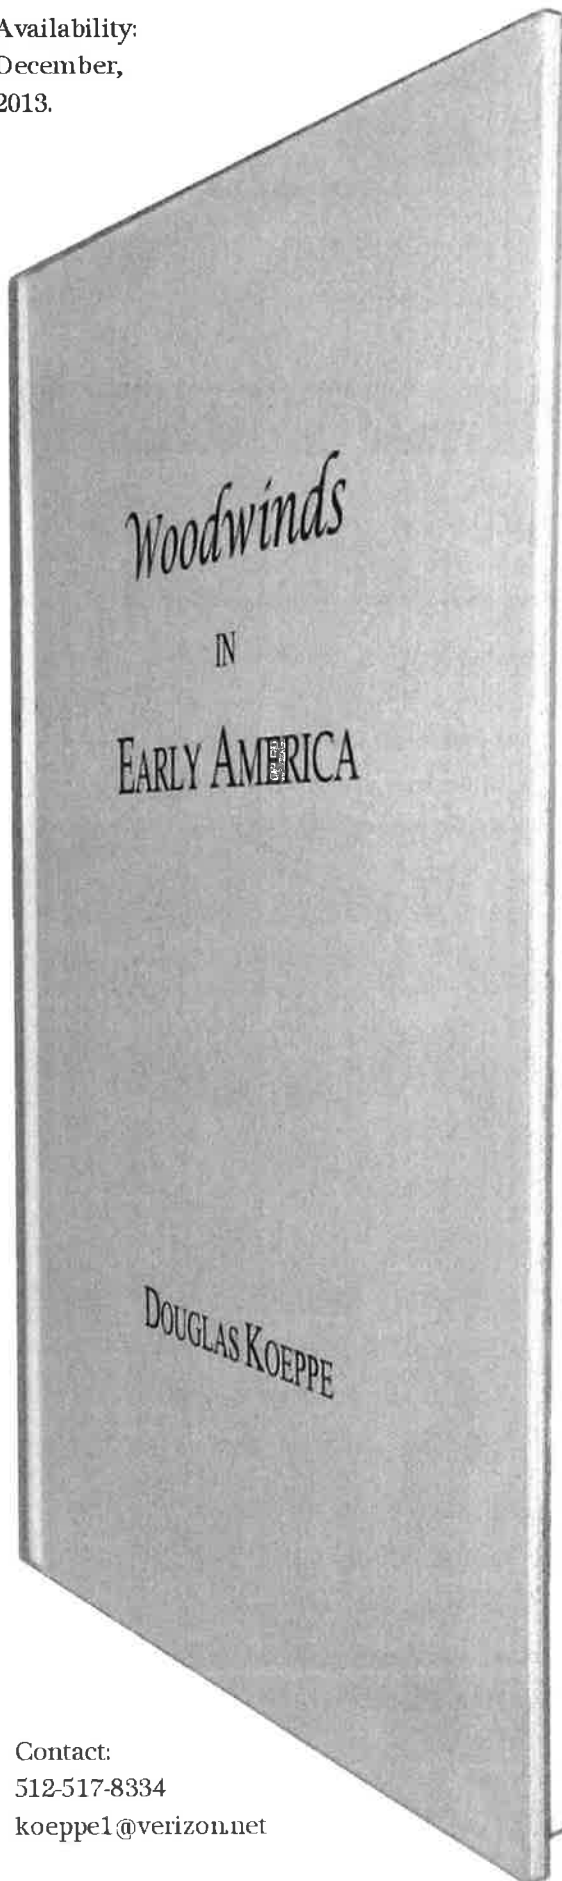 Availability:
December,
2013.
Woodwinds
IN
EARLY AMERICA
DOUGLAS KOEPPE
Contact:
512-517-8334
koeppe1@verizon.net